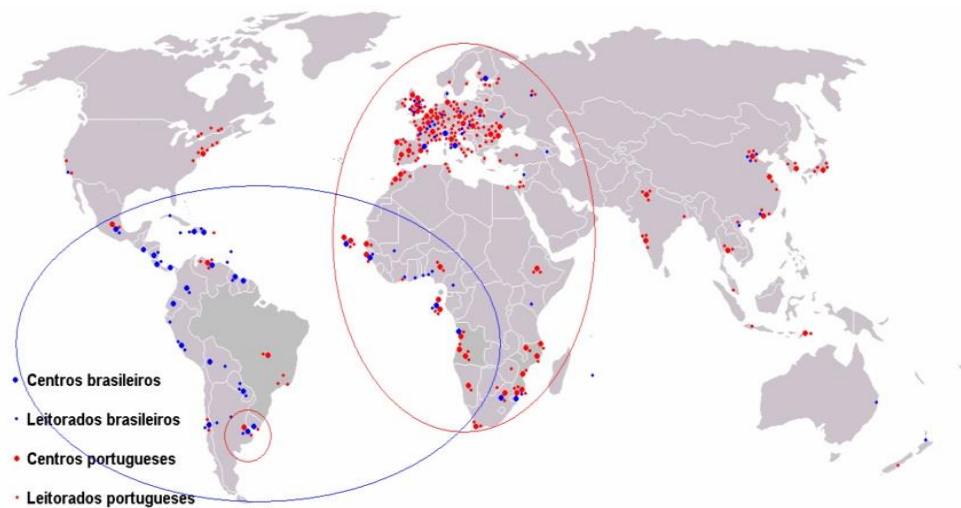 Centros brasileiros
Leitorados brasileiros
Centros portugueses
Leitorados portugueses